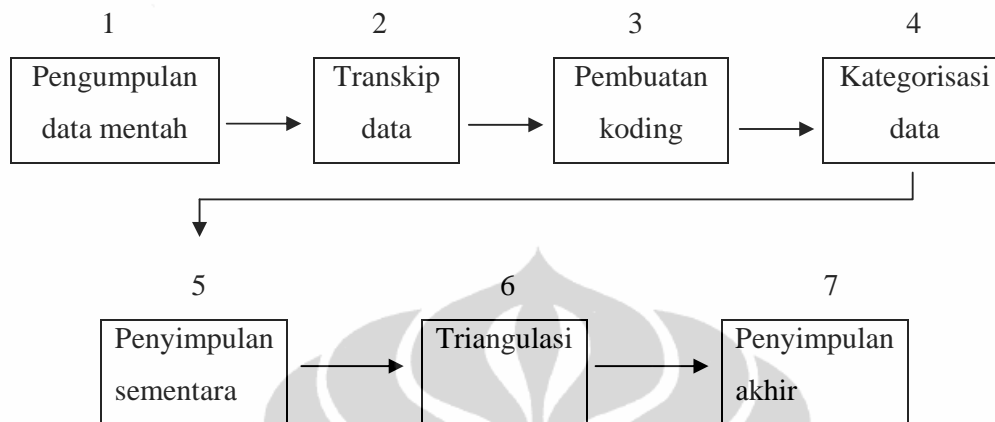 1 2 3 4
Pengumpulan data mentah
Transkip data
Pembuatan koding
Kategorisasi data
5 6 7
Penyimpulan sementara
Triangulasi
Penyimpulan akhir